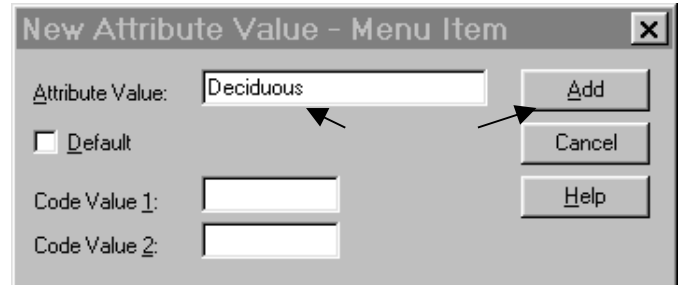 New Attribute Value - Menu Item
Attribute Value: Deciduous Add
Default Cancel
Code Value 1: Help
Code Value 2: